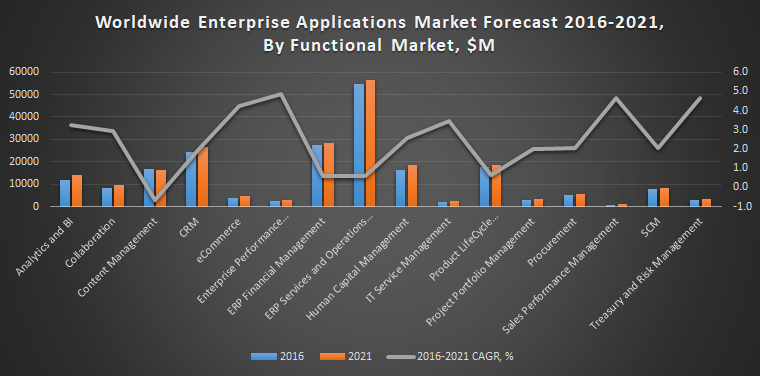 Worldwide Enterprise Applications Market Forecast 2016-2021,
By Functional Market, $M
60000
50000
40000
30000
20000
10000
0
6.0
5.0
4.0
3.0
2.0
1.0
0.0
-1.0
Analytics and BI
Collaboration
Content Management
CRM
eCommerce
Enterprise Performance...
ERP Financial Management
ERP Services and Operations...
Human Capital Management
IT Service Management
Product LifeCycle...
Project Portfolio Management
Procurement
Sales Performance Management
SCM
Treasury and Risk Management
2016
2021
2016-2021 CAGR, %